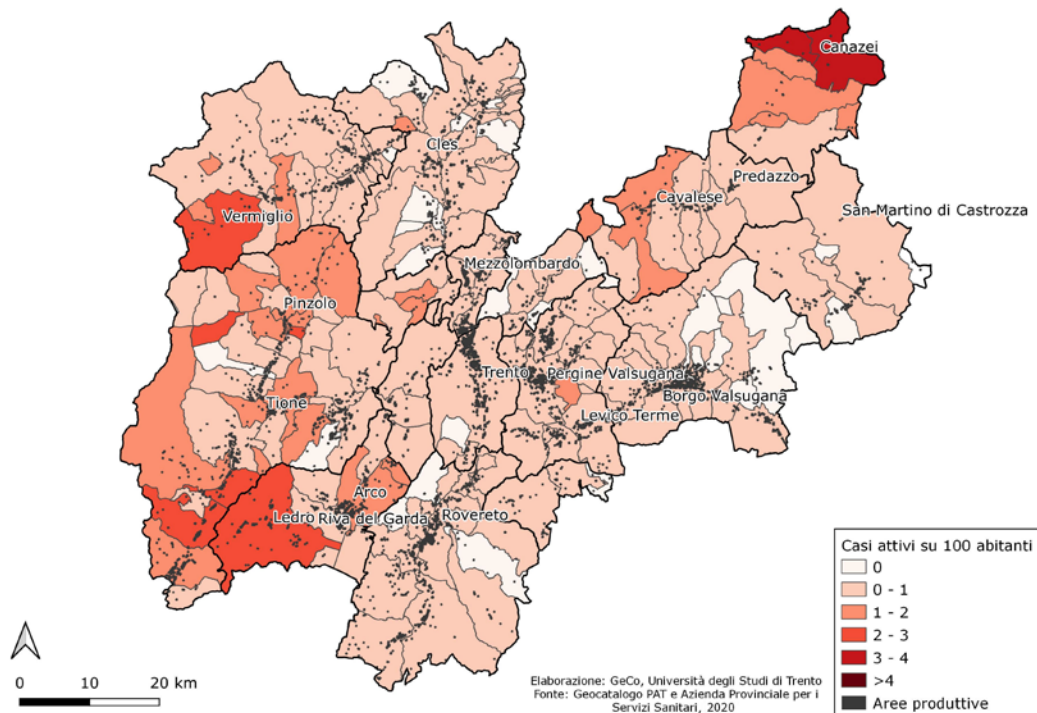 Canazei
Cles
Predazzo
Cavalese
San Martino di Castrozza
Vermiglio
Mezzolombardo
Pinzolo
Trento
Pergine Valsugana
Borgo Valsugana
Tione
Levico Terme
Arco
Ledro
Riva del Garda
Rovereto
Casi attivi su 100 abitanti
0
0 - 1
1 - 2
2 - 3
3 - 4
>4
Aree produttive
0 10 20 km
Elaborazione: GeCo, Università degli Studi di Trento
Fonte: Geocatalogo PAT e Azienda Provinciale per i
Servizi Sanitari, 2020